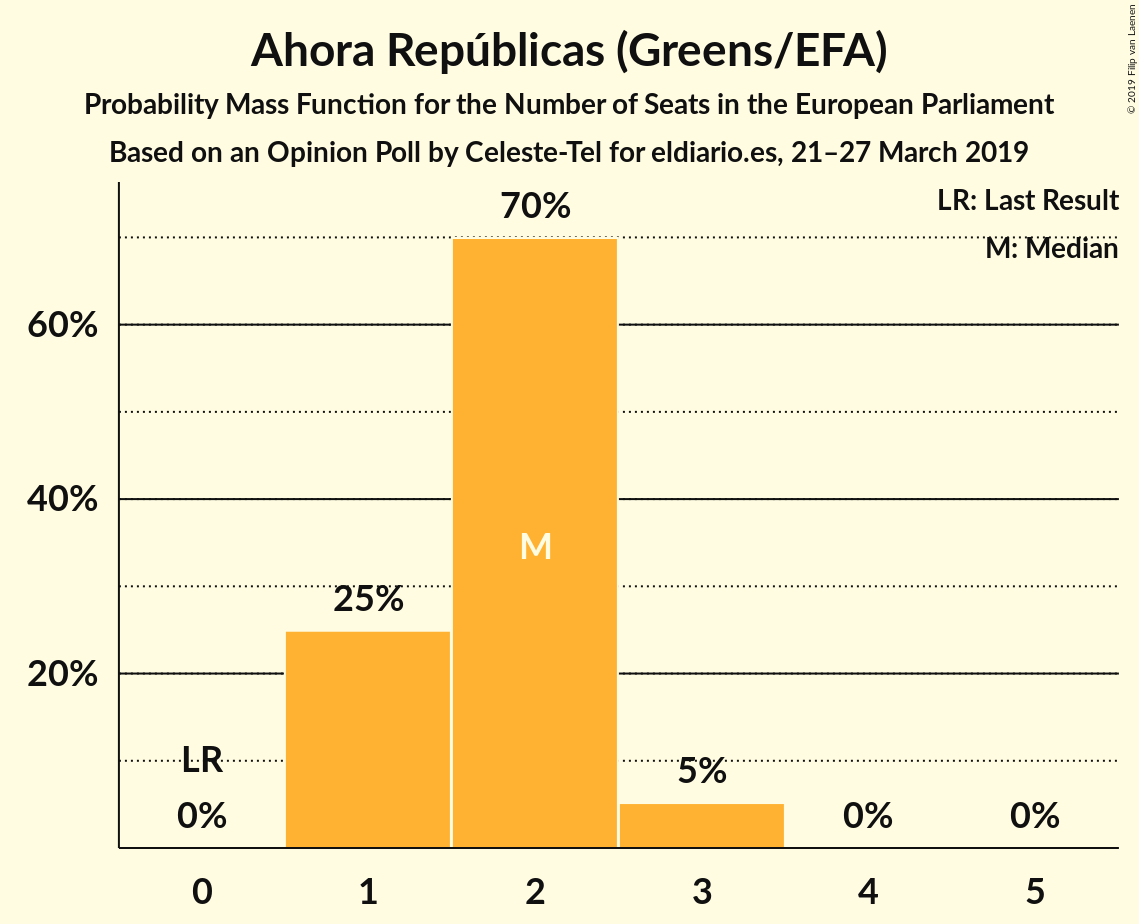 Ahora Repúblicas (Greens/EFA)
Probability Mass Function for the Number of Seats in the European Parliament
Based on an Opinion Poll by Celeste-Tel for eldiario.es, 21–27 March 2019
© 2019 Filip van Laenen
LR: Last Result
M: Median
70%
60%
40%
M
25%
20%
LR
5%
0%
0%
0%
0 1 2 3 4 5